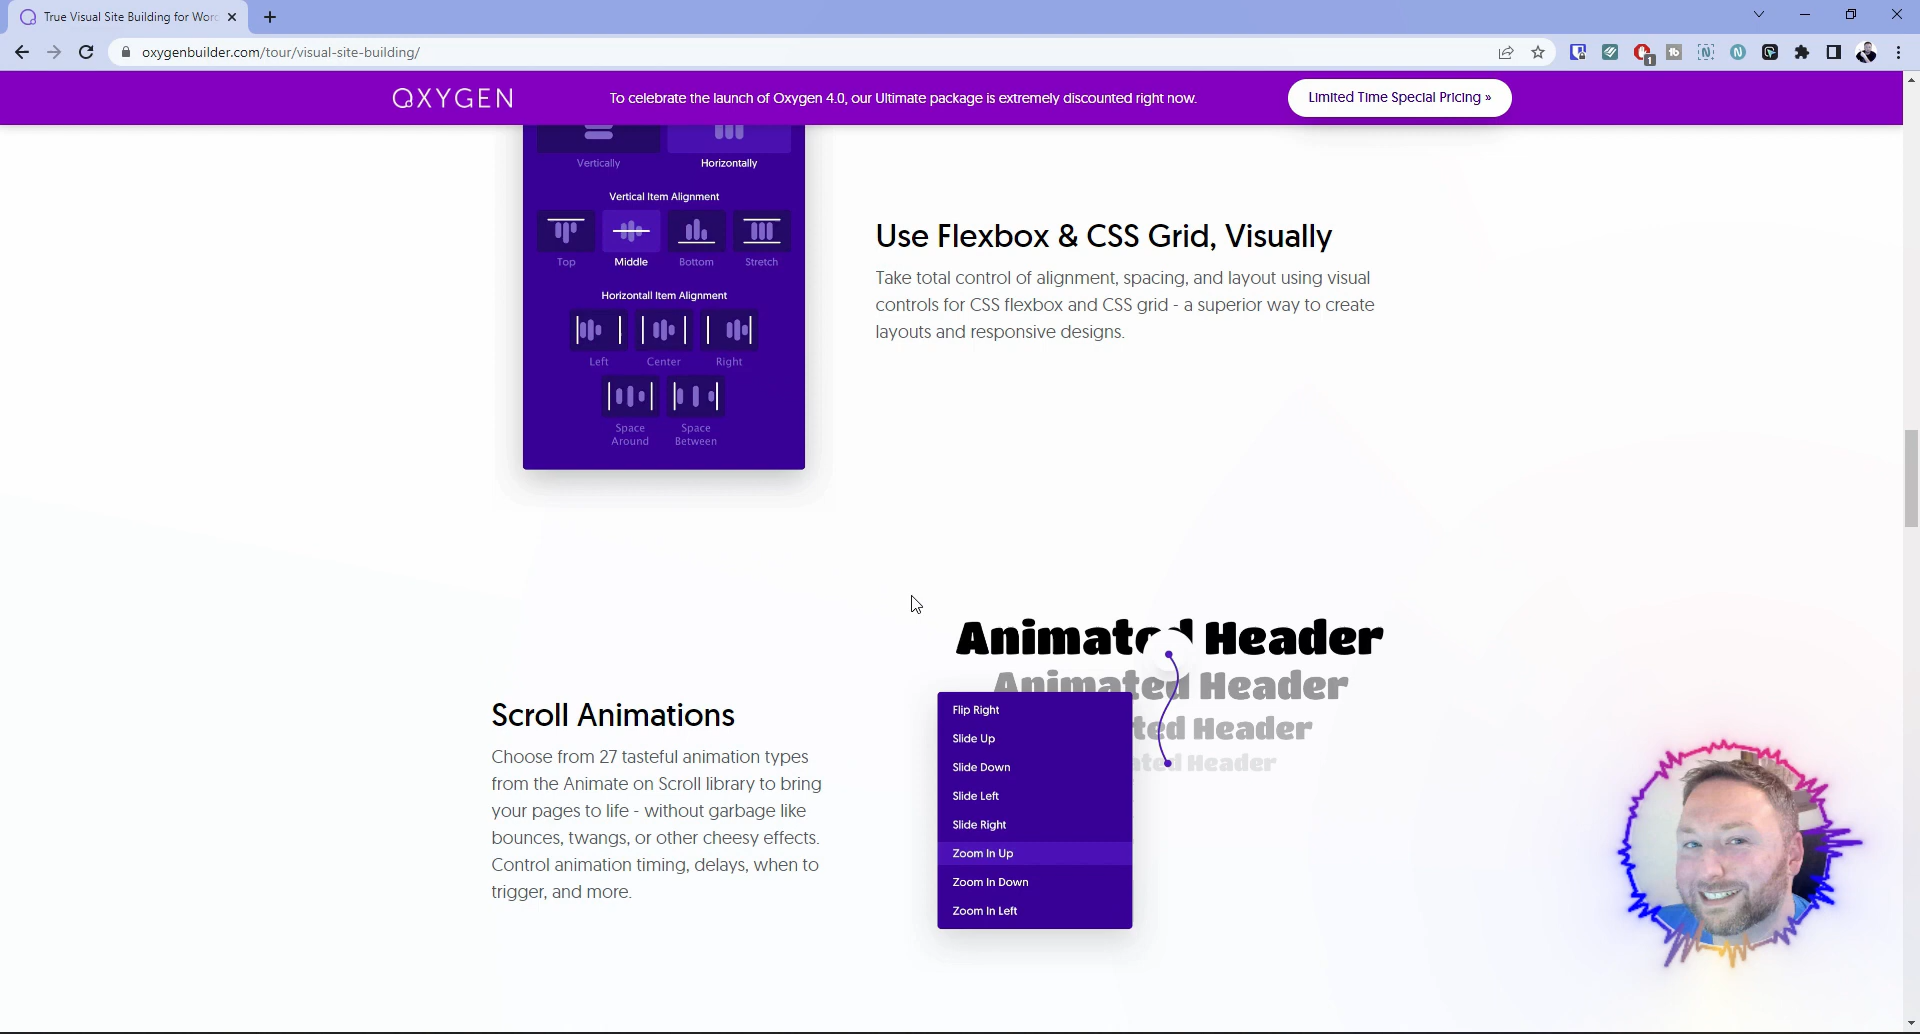 True Visual Site Building for Wor
oxygenbuilder.com/tour/visual-site-building/
1
OXYGEN
To celebrate the launch of Oxygen 4.0, our Ultimate package is extremely discounted right now.
Limited Time Special Pricing »
Vertically Horizontally
Vertical Item Alignment
Top Middle Bottom Stretch
Horizontall Item Alignment
Left Center Right
Space Around
Space Between
Use Flexbox & CSS Grid, Visually
Take total control of alignment, spacing, and layout using visual
controls for CSS flexbox and CSS grid - a superior way to create
layouts and responsive designs.
Scroll Animations
Choose from 27 tasteful animation types
from the Animate on Scroll library to bring
your pages to life - without garbage like
bounces, twangs, or other cheesy effects.
Control animation timing, delays, when to
trigger, and more.
Animated Header
Animated Header
ted Header
ated Header
Flip Right
Slide Up
Slide Down
Slide Left
Slide Right
Zoom In Up
Zoom In Down
Zoom In Left